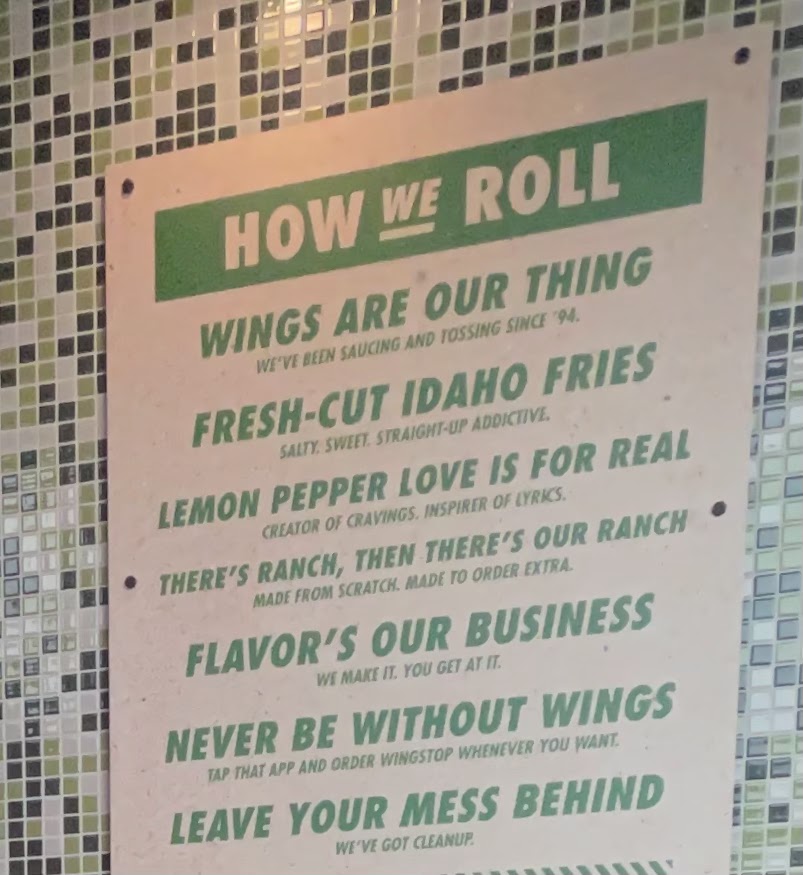 HOW WE ROLL
WINGS ARE OUR THING
WE'VE BEEN SAUCING AND TOSSING SINCE '94.
FRESH-CUT IDAHO FRIES
SALTY. SWEET. STRAIGHT-UP ADDICTIVE.
LEMON PEPPER LOVE IS FOR REAL
CREATOR OF CRAVINGS. INSPIRER OF LYRICS.
THERE'S RANCH, THEN THERE'S OUR RANCH
MADE FROM SCRATCH. MADE TO ORDER EXTRA.
FLAVOR'S OUR BUSINESS
WE MAKE IT. YOU GET AT IT.
NEVER BE WITHOUT WINGS
TAP THAT APP AND ORDER WINGSTOP WHENEVER YOU WANT.
LEAVE YOUR MESS BEHIND
WE'VE GOT CLEANUP.